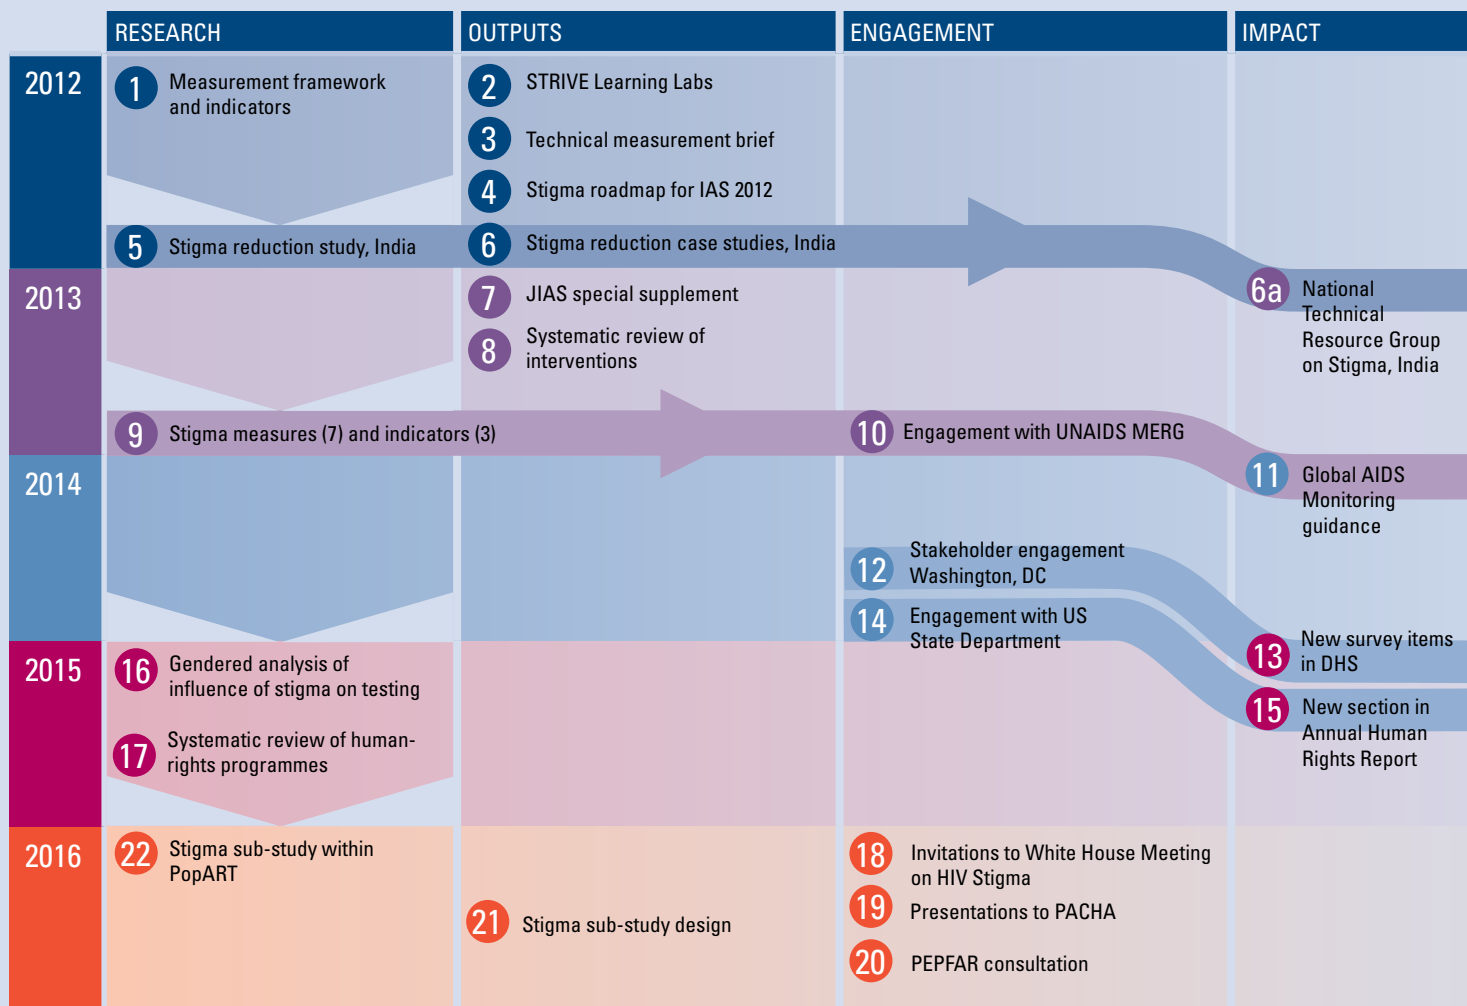 RESEARCH
OUTPUTS
ENGAGEMENT
IMPACT
2012
1
Measurement framework
and indicators
2
STRIVE Learning Labs
3
Technical measurement brief
4
Stigma roadmap for IAS 2012
5
Stigma reduction study, India
6
Stigma reduction case studies, India
2013
7
JIAS special supplement
8
Systematic review of
interventions
6a
National
Technical
Resource Group
on Stigma, India
9
Stigma measures (7) and indicators (3)
10
Engagement with UNAIDS MERG
2014
11
Global AIDS
Monitoring
guidance
12
Stakeholder engagement
Washington, DC
14
Engagement with US
State Department
2015
16
Gendered analysis of
influence of stigma on testing
17
Systematic review of human-
rights programmes
13
New survey items
in DHS
15
New section in
Annual Human
Rights Report
2016
22
Stigma sub-study within
PopART
21
Stigma sub-study design
18
Invitations to White House Meeting
on HIV Stigma
19
Presentations to PACHA
20
PEPFAR consultation